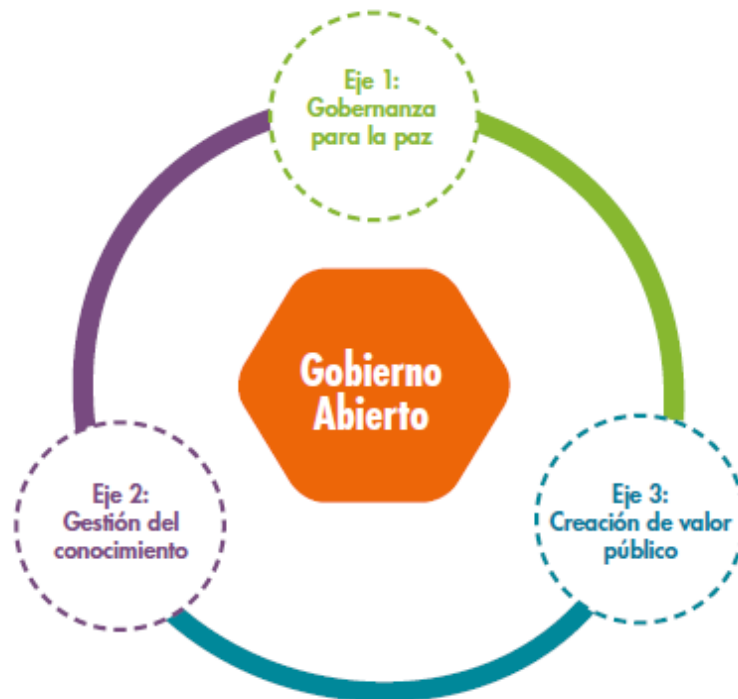 Eje 1:
Gobernanza
para la paz
Gobierno
Abierto
Eje 2:
Gestión del
conocimiento
Eje 3:
Creación de valor
público